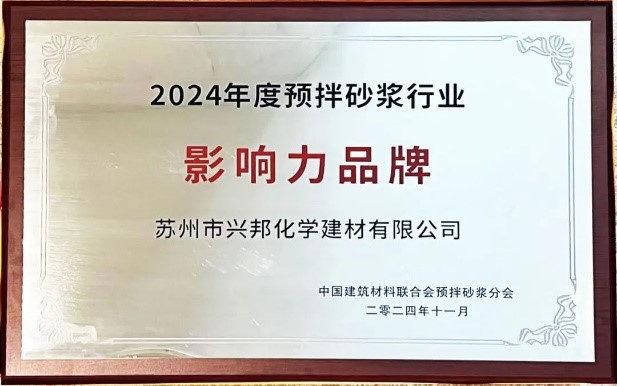 2024年度预拌砂浆行业
影响力品牌
苏州市兴邦化学建材有限公司
中国建筑材料联合会预拌砂浆分会
二零二四年十一月